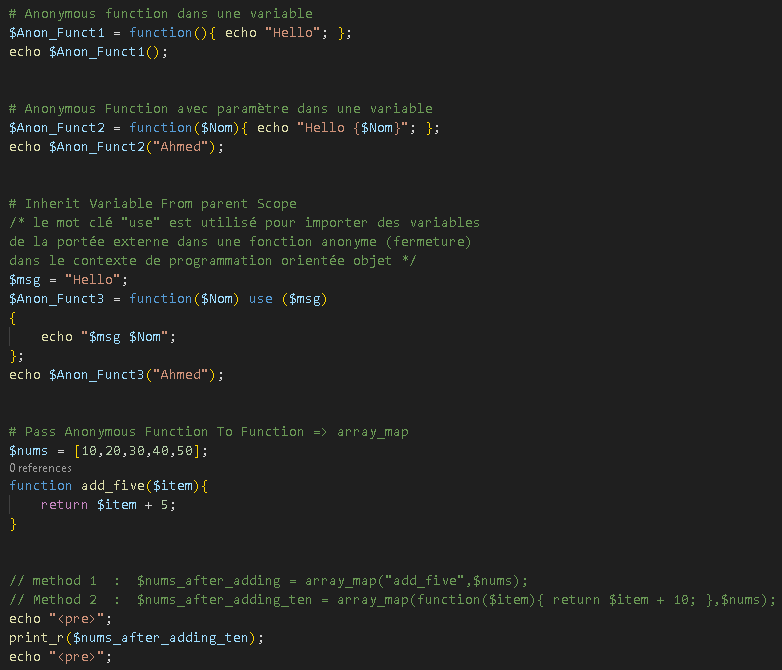 # Anonymous function dans une variable
$Anon_Funct1 = function(){ echo "Hello"; };
echo $Anon_Funct1();
# Anonymous Function avec paramètre dans une variable
$Anon_Funct2 = function($Nom){ echo "Hello {$Nom}"; };
echo $Anon_Funct2("Ahmed");
# Inherit Variable From parent Scope
/* le mot clé "use" est utilisé pour importer des variables
de la portée externe dans une fonction anonyme (fermeture)
dans le contexte de programmation orientée objet */
$msg = "Hello";
$Anon_Funct3 = function($Nom) use ($msg)
{
    echo "$msg $Nom";
};
echo $Anon_Funct3("Ahmed");
# Pass Anonymous Function To Function => array_map
$nums = [10,20,30,40,50];
0 references
function add_five($item){
    return $item + 5;
}
// method 1  :  $nums_after_adding = array_map("add_five",$nums);
// Method 2  :  $nums_after_adding_ten = array_map(function($item){ return $item + 10; },$nums);
echo "<pre>";
print_r($nums_after_adding_ten);
echo "<pre>";